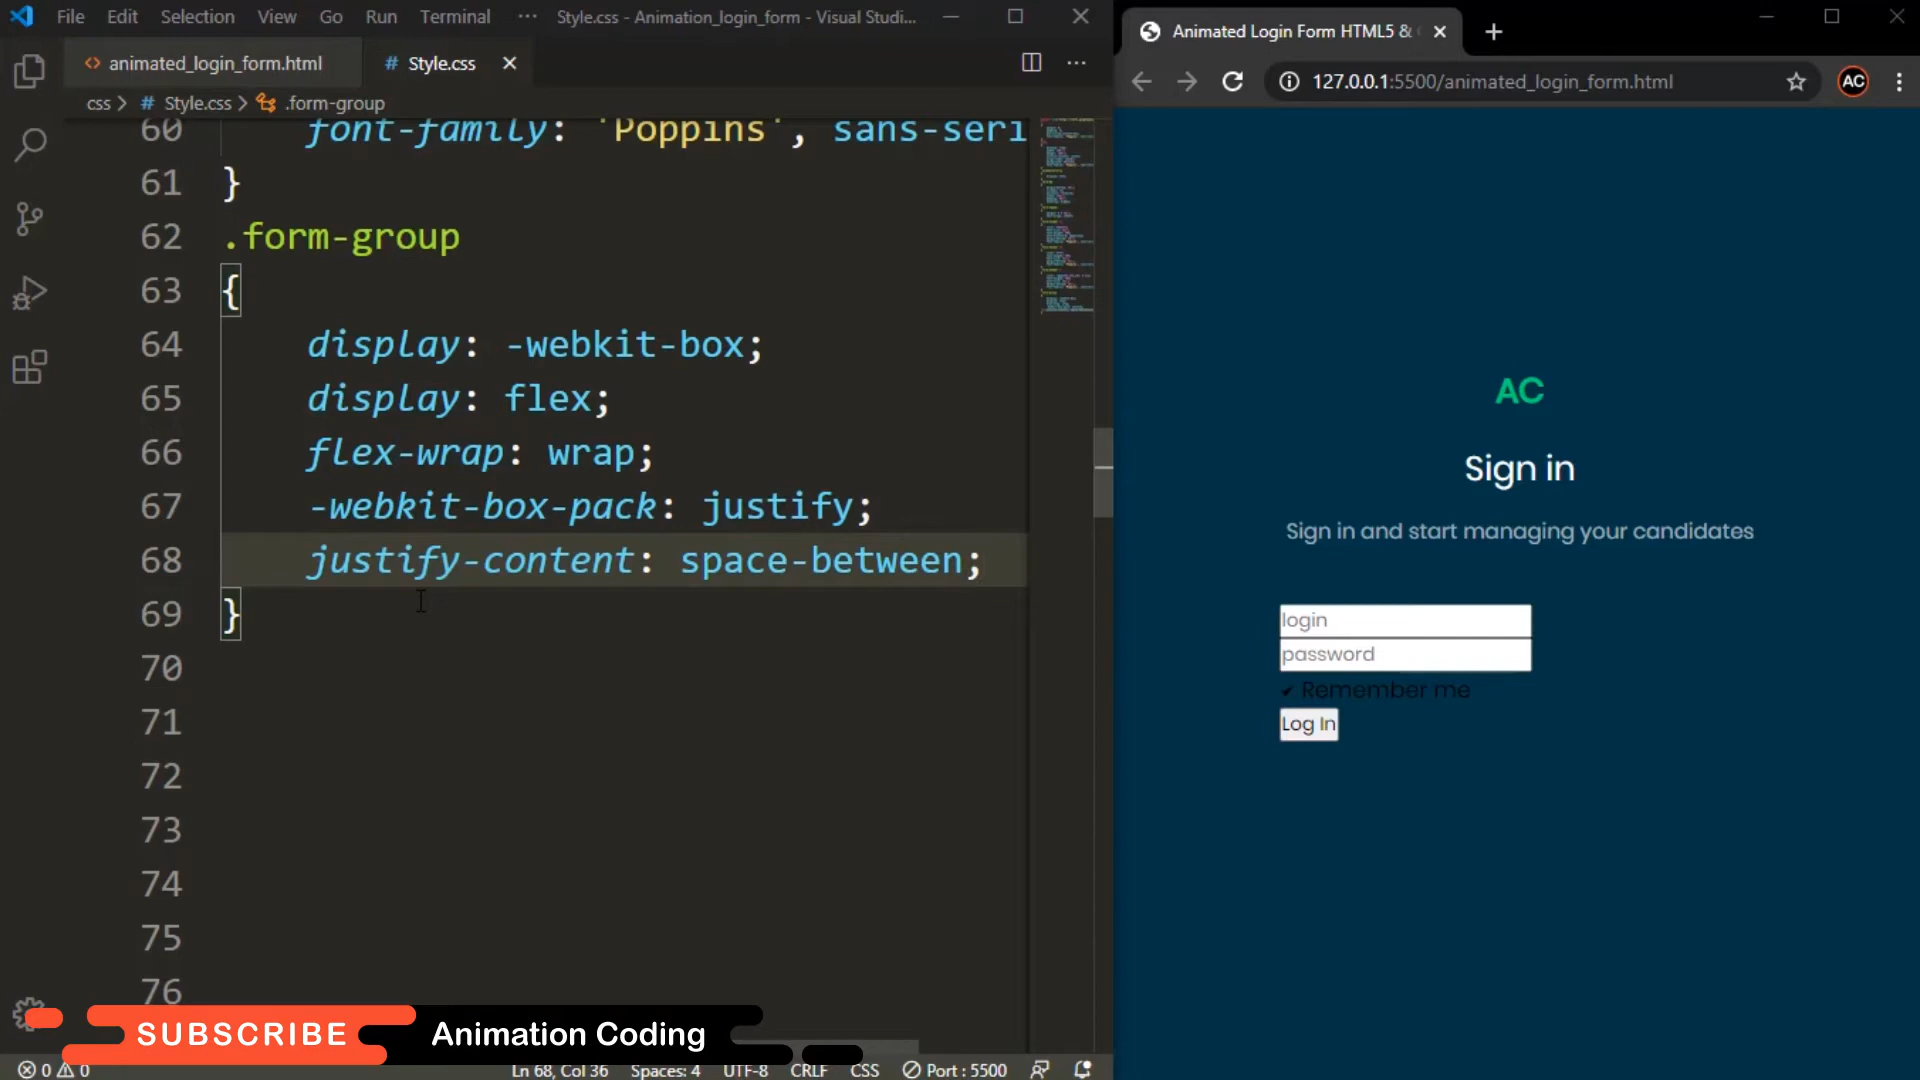 File Edit Selection View Go Run Terminal ··· Style.css - Animation_login_form - Visual Studi...
animated_login_form.html # Style.css
css > # Style.css > .form-group
60 font-family: 'Poppins', sans-seri
61 }
62 .form-group
63 {
64 display: -webkit-box;
65 display: flex;
66 flex-wrap: wrap;
67 -webkit-box-pack: justify;
68 justify-content: space-between;
69 }
70
71
72
73
74
75
76
SUBSCRIBE Animation Coding
0 0 Ln 68, Col 36 Spaces: 4 UTF-8 CRLF CSS Port : 5500
Animated Login Form HTML5 &
127.0.0.1:5500/animated_login_form.html AC
AC
Sign in
Sign in and start managing your candidates
login
password
✔ Remember me
Log In